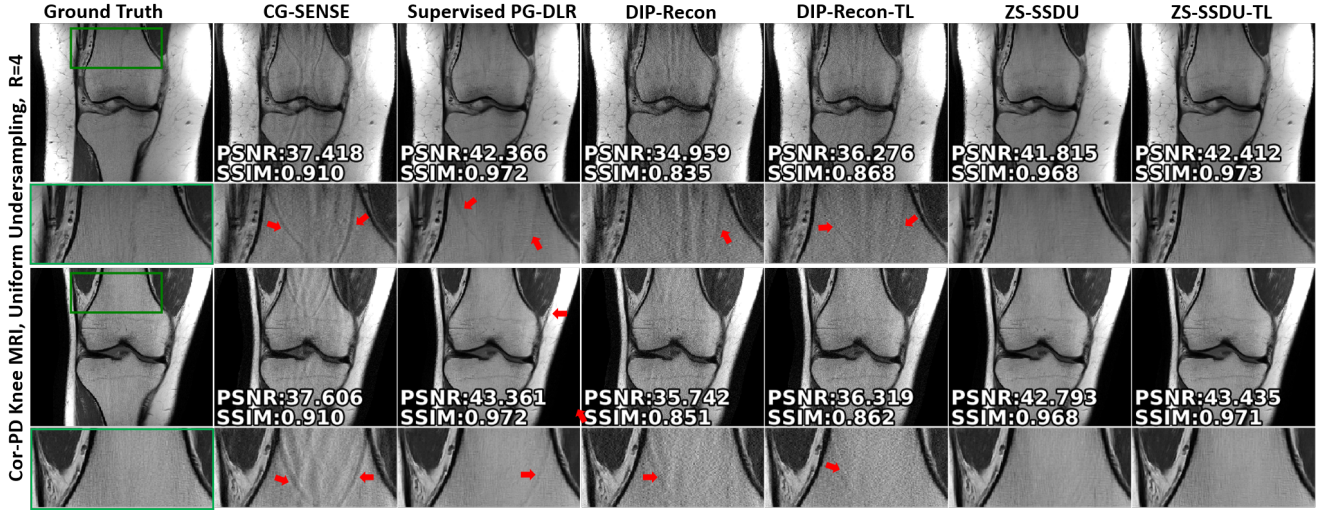 Ground Truth CG-SENSE Supervised PG-DLR DIP-Recon DIP-Recon-TL ZS-SSDU ZS-SSDU-TL
Cor-PD Knee MRI, Uniform Undersampling, R=4
PSNR:37.418 PSNR:42.366 PSNR:34.959 PSNR:36.276 PSNR:41.815 PSNR:42.412
SSIM:0.910 SSIM:0.972 SSIM:0.835 SSIM:0.868 SSIM:0.968 SSIM:0.973
PSNR:37.606 PSNR:43.361 PSNR:35.742 PSNR:36.319 PSNR:42.793 PSNR:43.435
SSIM:0.910 SSIM:0.972 SSIM:0.851 SSIM:0.862 SSIM:0.968 SSIM:0.971